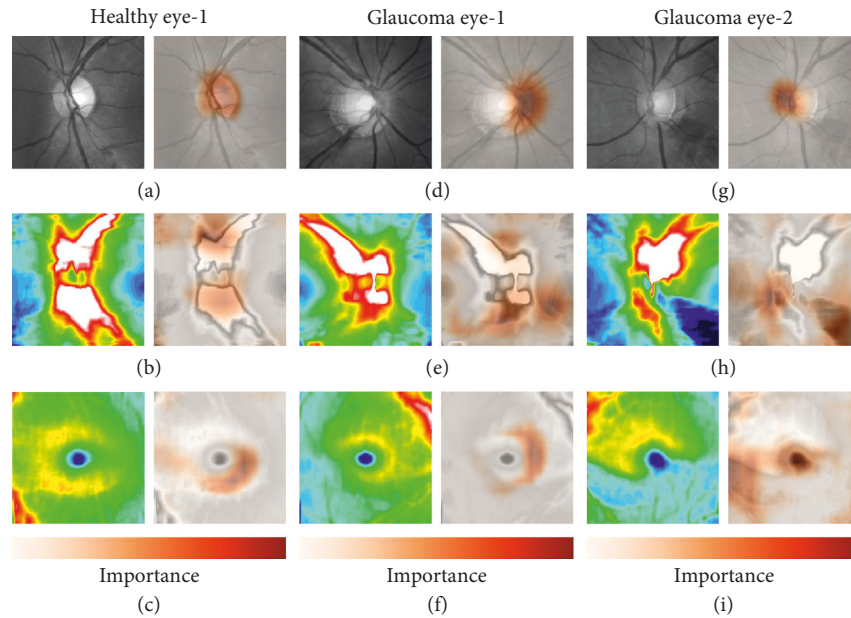 Healthy eye-1 Glaucoma eye-1 Glaucoma eye-2
(a) (d) (g)
(b) (e) (h)
Importance Importance Importance
(c) (f) (i)